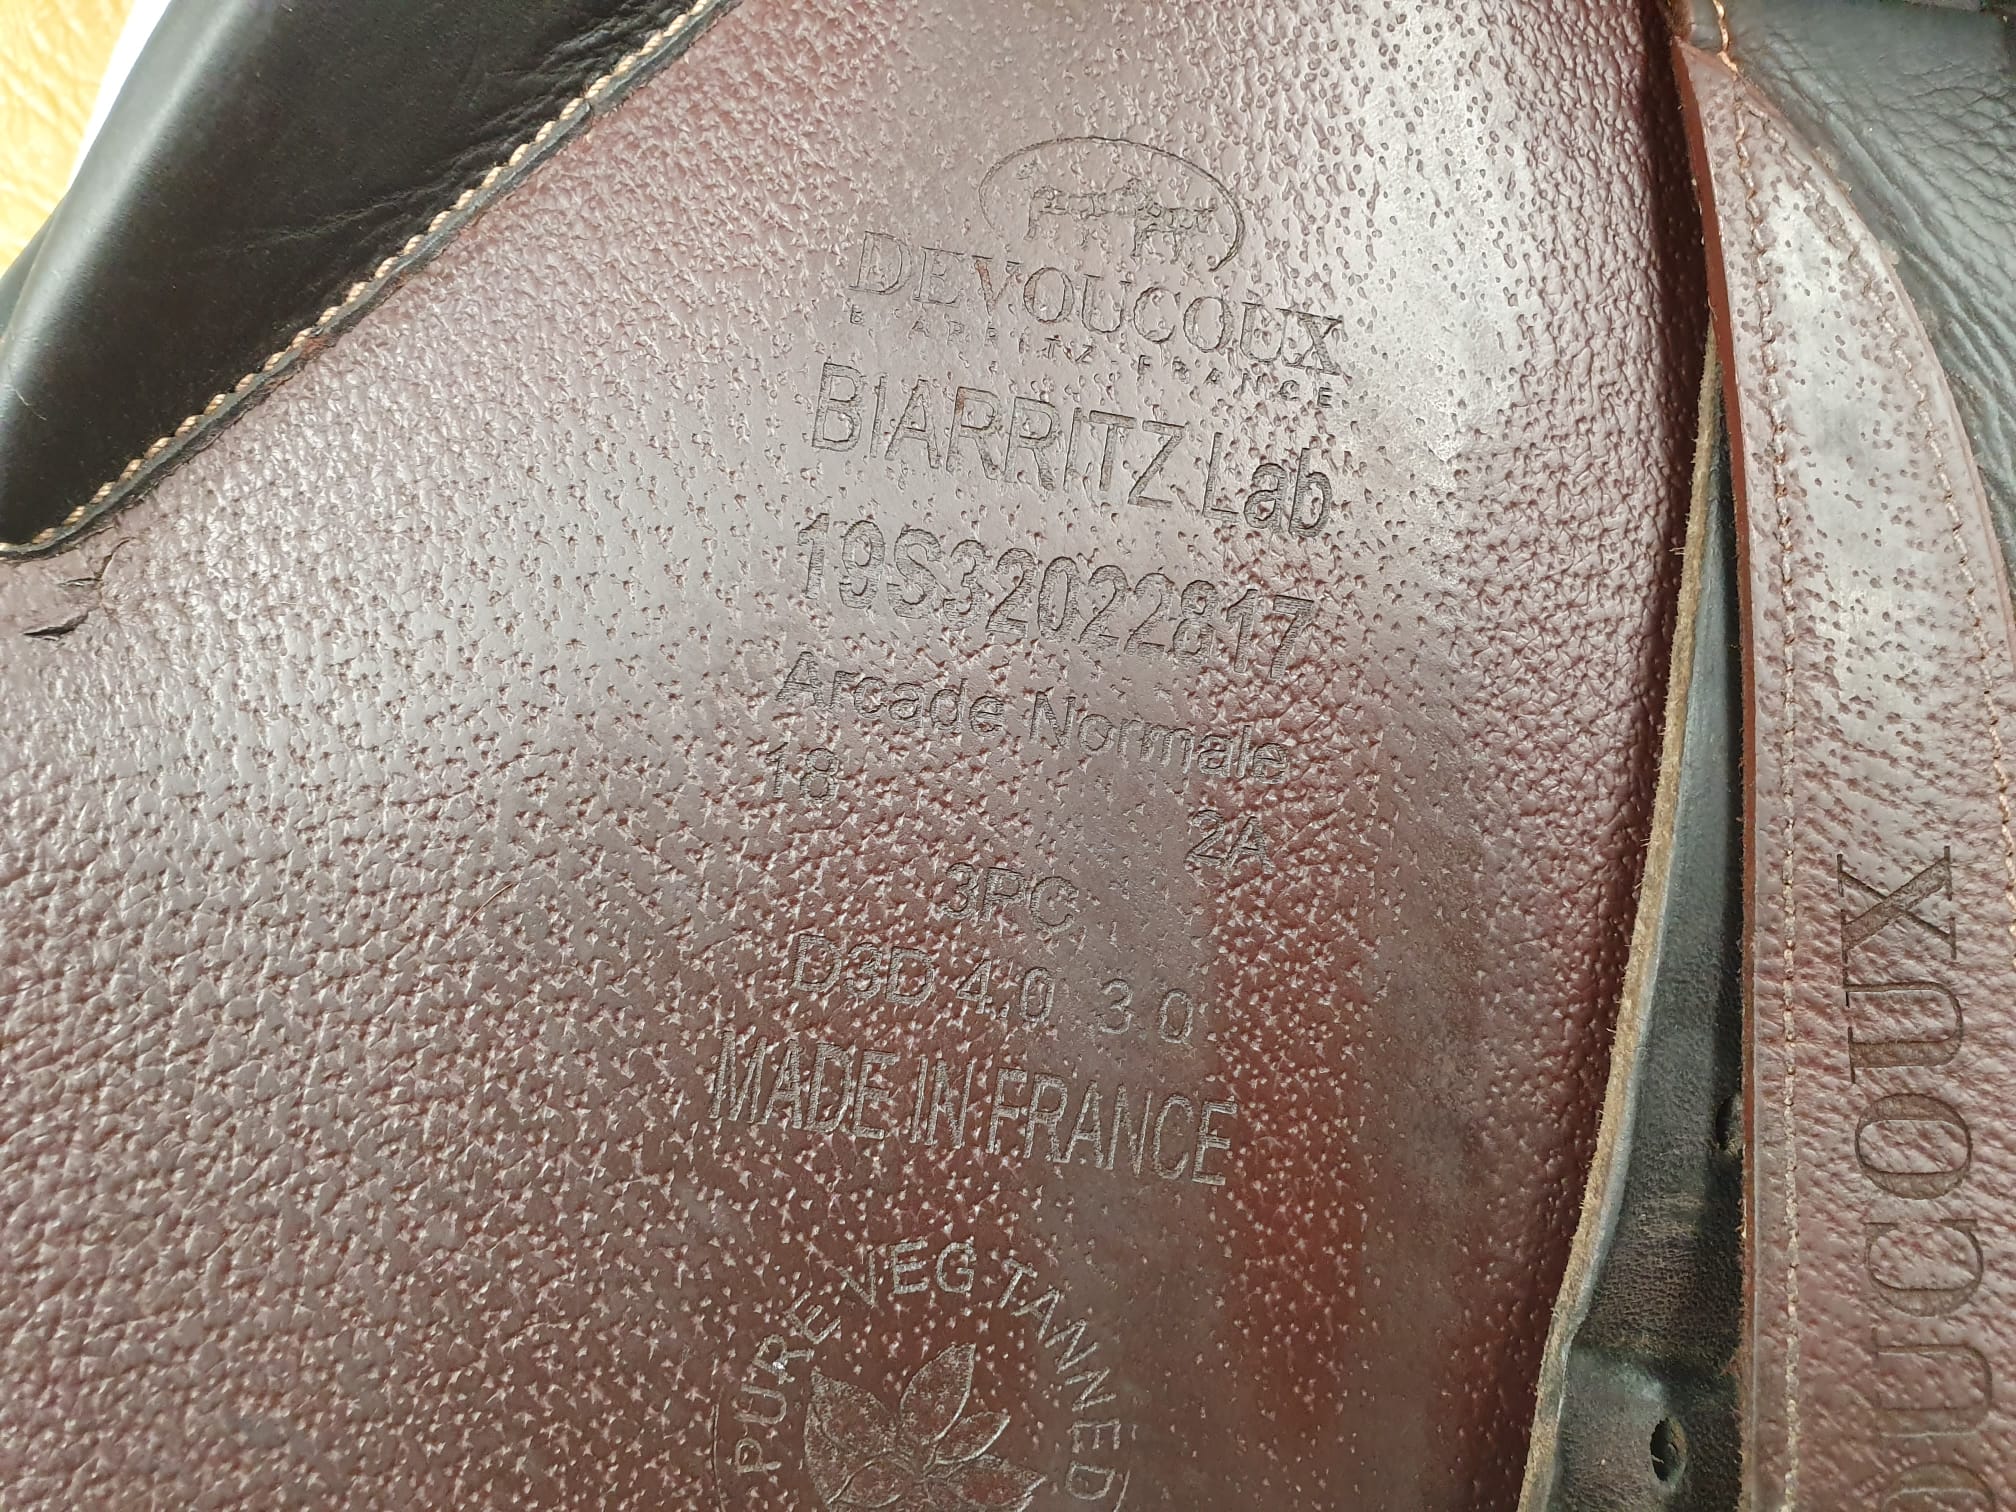 DEVOUCOUX
BIARRITZ FRANCE
BIARRITZ Lab
19S32022817
Arcade Normale
18 2A
3PC
D3D 4.0 3.0
MADE IN FRANCE
PURE VEG TANNED
OUCOUX